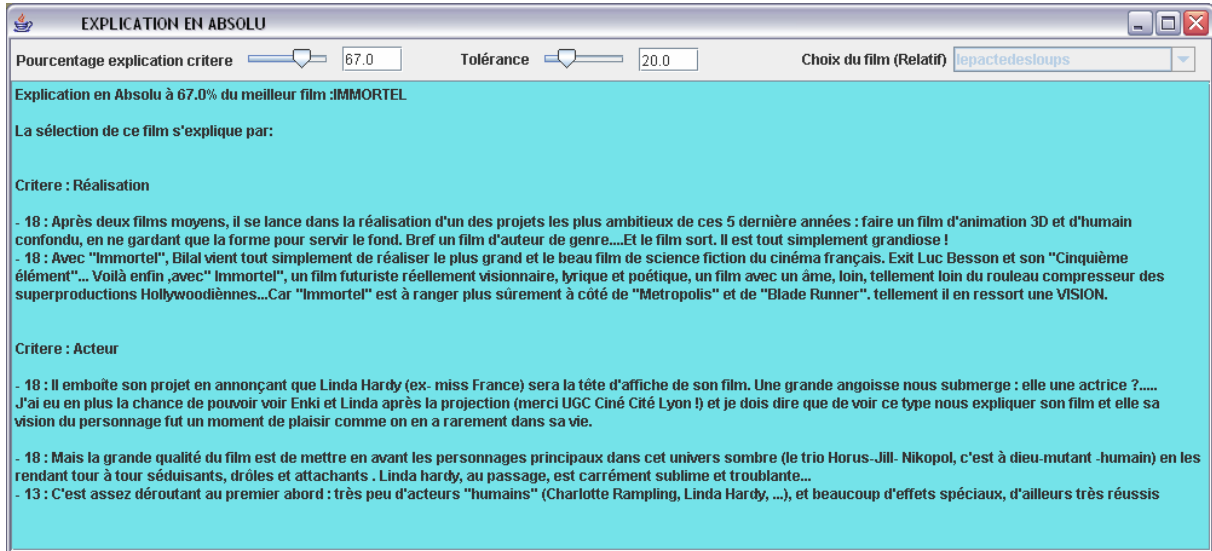 EXPLICATION EN ABSOLU
Pourcentage explication critere 67.0 Tolérance 20.0 Choix du film (Relatif) lepactedesloups
Explication en Absolu à 67.0% du meilleur film :IMMORTEL
La sélection de ce film s'explique par:
Critere : Réalisation
- 18 : Après deux films moyens, il se lance dans la réalisation d'un des projets les plus ambitieux de ces 5 dernière années : faire un film d'animation 3D et d'humain
confondu, en ne gardant que la forme pour servir le fond. Bref un film d'auteur de genre....Et le film sort. Il est tout simplement grandiose !
- 18 : Avec "Immortel", Bilal vient tout simplement de réaliser le plus grand et le beau film de science fiction du cinéma français. Exit Luc Besson et son "Cinquième
élément"... Voilà enfin ,avec" Immortel", un film futuriste réellement visionnaire, lyrique et poétique, un film avec un âme, loin, tellement loin du rouleau compresseur des
superproductions Hollywoodiènnes...Car "Immortel" est à ranger plus sûrement à côté de "Metropolis" et de "Blade Runner". tellement il en ressort une VISION.
Critere : Acteur
- 18 : Il emboîte son projet en annonçant que Linda Hardy (ex- miss France) sera la tête d'affiche de son film. Une grande angoisse nous submerge : elle une actrice ?.....
J'ai eu en plus la chance de pouvoir voir Enki et Linda après la projection (merci UGC Ciné Cité Lyon !) et je dois dire que de voir ce type nous expliquer son film et elle sa
vision du personnage fut un moment de plaisir comme on en a rarement dans sa vie.
- 18 : Mais la grande qualité du film est de mettre en avant les personnages principaux dans cet univers sombre (le trio Horus-Jill- Nikopol, c'est à dieu-mutant -humain) en les
rendant tour à tour séduisants, drôles et attachants . Linda hardy, au passage, est carrément sublime et troublante...
- 13 : C'est assez déroutant au premier abord : très peu d'acteurs "humains" (Charlotte Rampling, Linda Hardy, ...), et beaucoup d'effets spéciaux, d'ailleurs très réussis